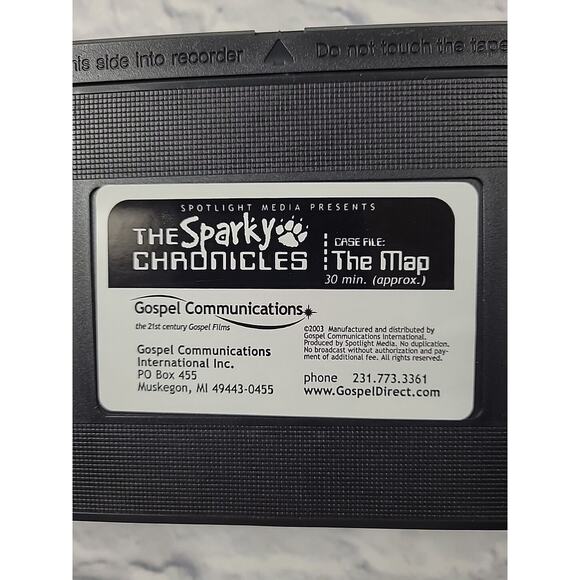 his side into recorder Do not touch the tape
SPOTLIGHT MEDIA PRESENTS
THE Sparky
CHRONICLES
CASE FILE:
The Map
30 min. (approx.)
Gospel Communications
the 21st century Gospel Films
Gospel Communications
International Inc.
PO Box 455
Muskegon, MI 49443-0455
©2003 Manufactured and distributed by
Gospel Communications International.
Produced by Spotlight Media. No duplication.
No broadcast without authorization and pay-
ment of additional fee. All rights reserved.
phone 231.773.3361
www.GospelDirect.com